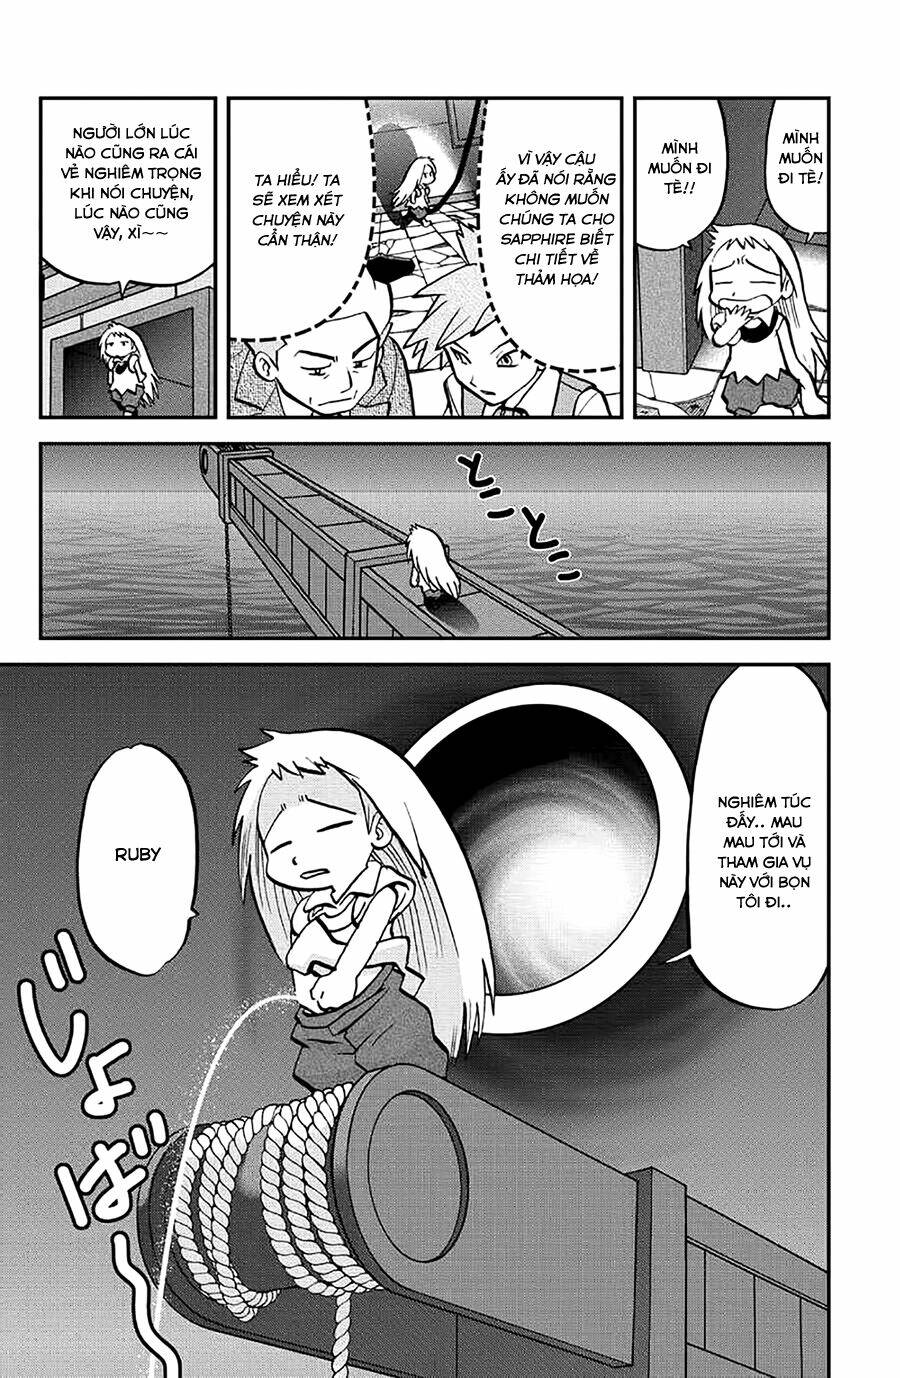 MÌNH
MUỐN
ĐI TÈ!
MÌNH
MUỐN ĐI
TÈ!!
VÌ VẬY CẬU
ẤY ĐÃ NÓI RẰNG
KHÔNG MUỐN
CHÚNG TA CHO
SAPPHIRE BIẾT
CHI TIẾT VỀ
THẢM HỌA!
TA HIỂU! TA
SẼ XEM XÉT
CHUYỆN NÀY
CẨN THẬN!
NGƯỜI LỚN LÚC
NÀO CŨNG RA CÁI
VẺ NGHIÊM TRỌNG
KHI NÓI CHUYỆN,
LÚC NÀO CŨNG
VẬY, XÌ~~
とことこ
NGHIÊM TÚC
ĐẤY.. MAU
MAU TỚI VÀ
THAM GIA VỤ
NÀY VỚI BỌN
TÔI ĐI..
RUBY
じょば〜